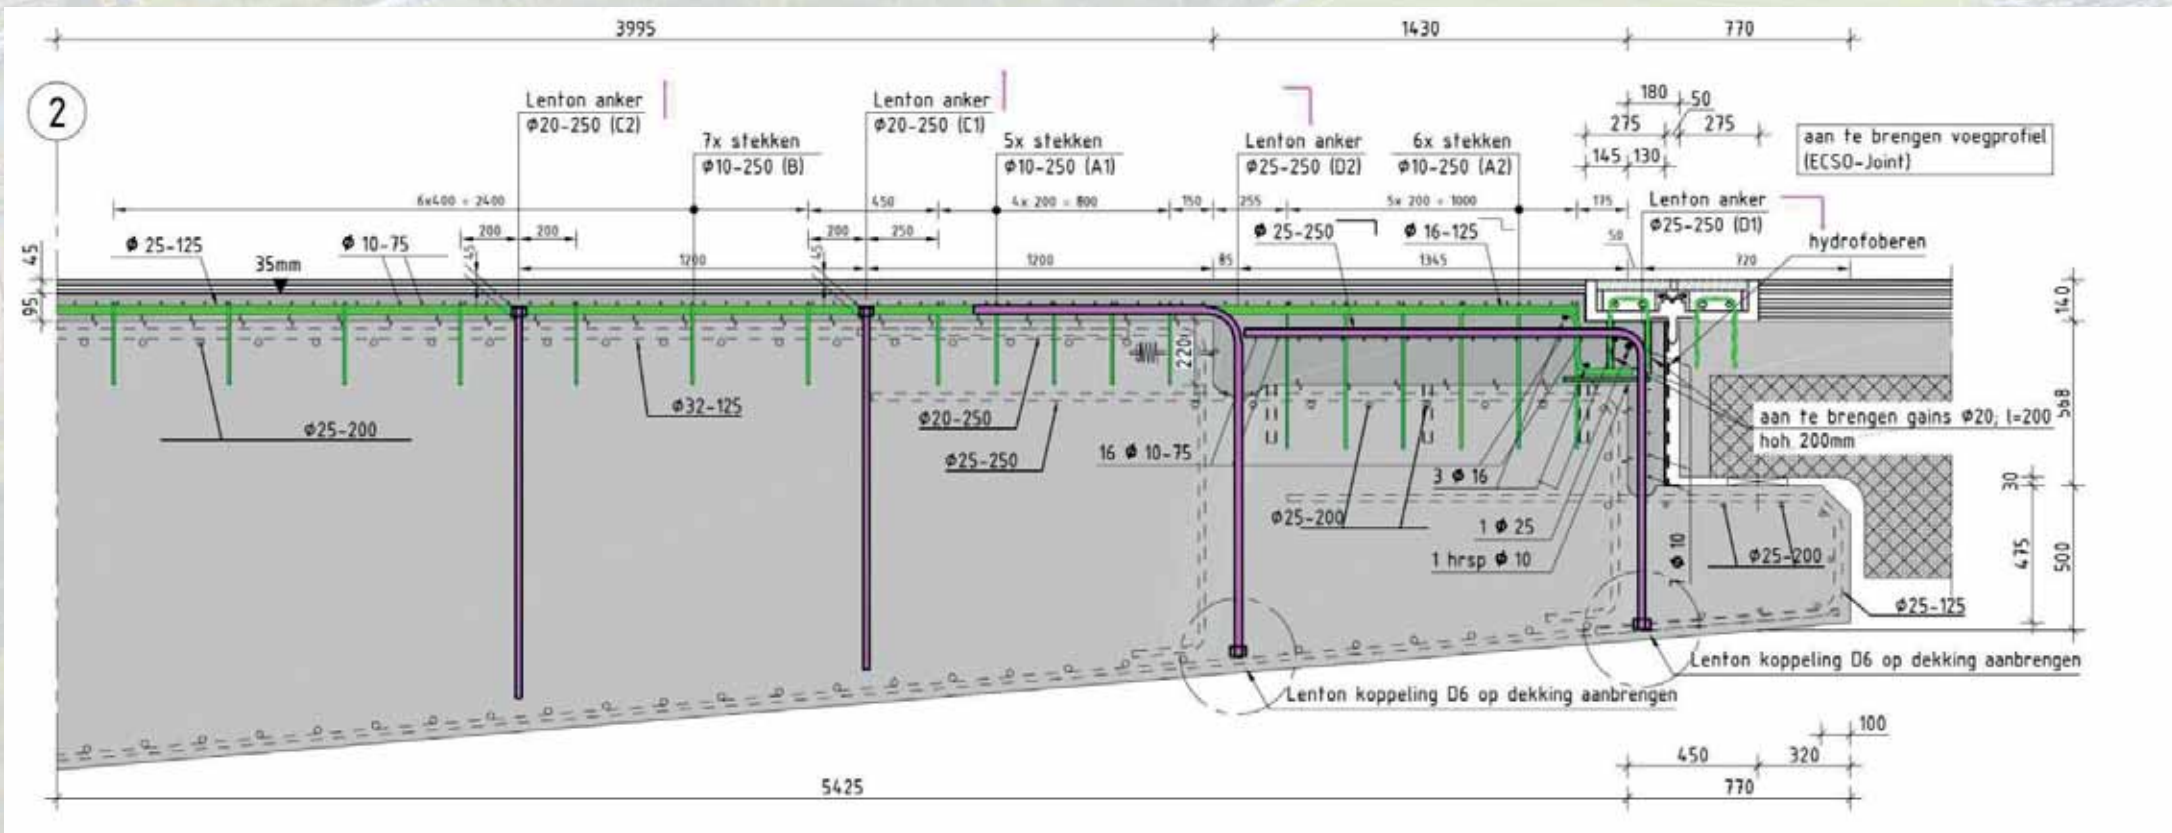 3995
1430
770
2
Lenton anker
φ20-250 (C2)
7x stekken
φ10-250 (B)
Lenton anker
φ20-250 (C1)
5x stekken
φ10-250 (A1)
Lenton anker
φ25-250 (D2)
6x stekken
φ10-250 (A2)
180
50
275
275
145
130
aan te brengen voegprofiel
(ECSO-Joint)
Lenton anker
φ25-250 (D1)
hydrofoberen
6x400 = 2400
450
4x 200 = 800
150
255
5x 200 = 1000
175
φ 25-125
φ 10-75
200
200
200
250
φ 25-250
φ 16-125
50
45
35mm
45
1200
45
1200
85
1345
720
95
140
220
φ32-125
φ25-200
φ20-250
φ25-250
16 φ 10-75
3 φ 16
φ25-200
1 φ 25
1 hrsp φ 10
7 φ 10
aan te brengen gains φ20; l=200
hoh 200mm
568
30
475
500
φ25-200
φ25-125
Lenton koppeling D6 op dekking aanbrengen
Lenton koppeling D6 op dekking aanbrengen
100
450
320
5425
770